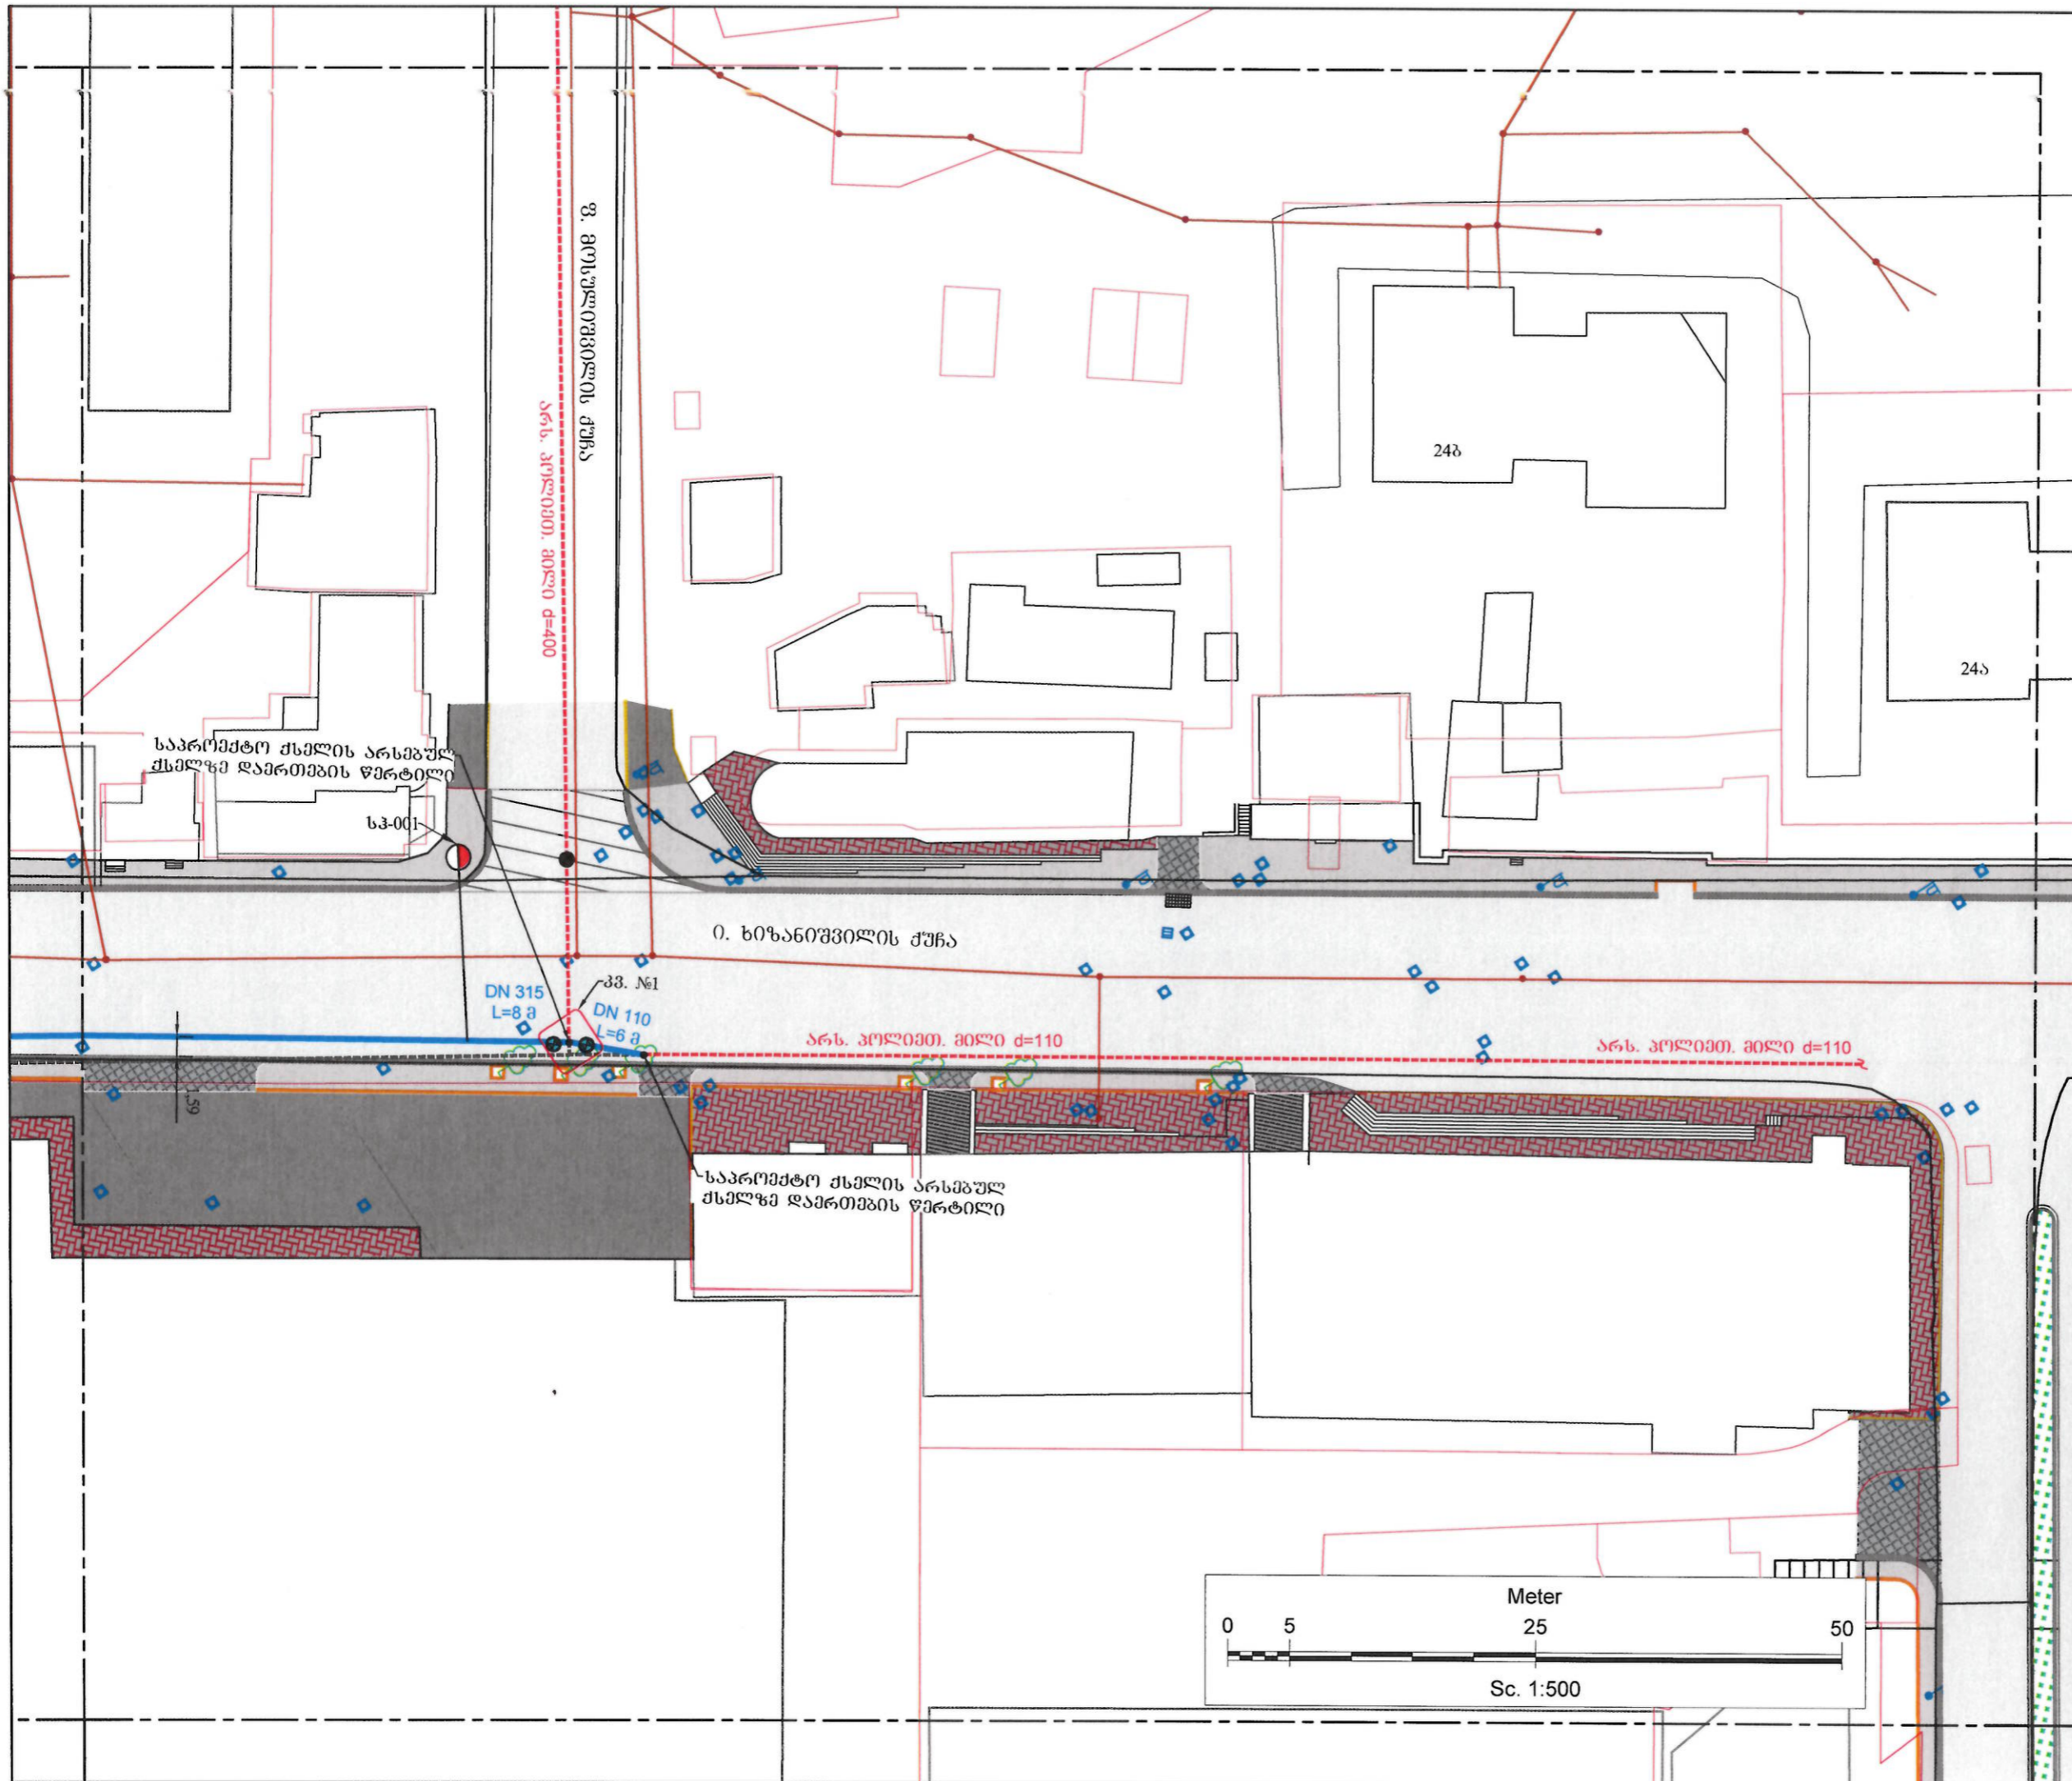 ფ. მოსულიშვილის ქუჩა
არს. პოლიეთ. მილი d=400
24ბ
24ა
საპროექტო ქსელის არსებულ
ქსელზე დაერთების წერტილი
სჰ-001
ი. ხიზანიშვილის ქუჩა
კვ. №1
DN 315
L=8 მ
DN 110
L=6 მ
არს. პოლიეთ. მილი d=110
არს. პოლიეთ. მილი d=110
1,59
საპროექტო ქსელის არსებულ
ქსელზე დაერთების წერტილი
Meter
0 5 25 50
Sc. 1:500